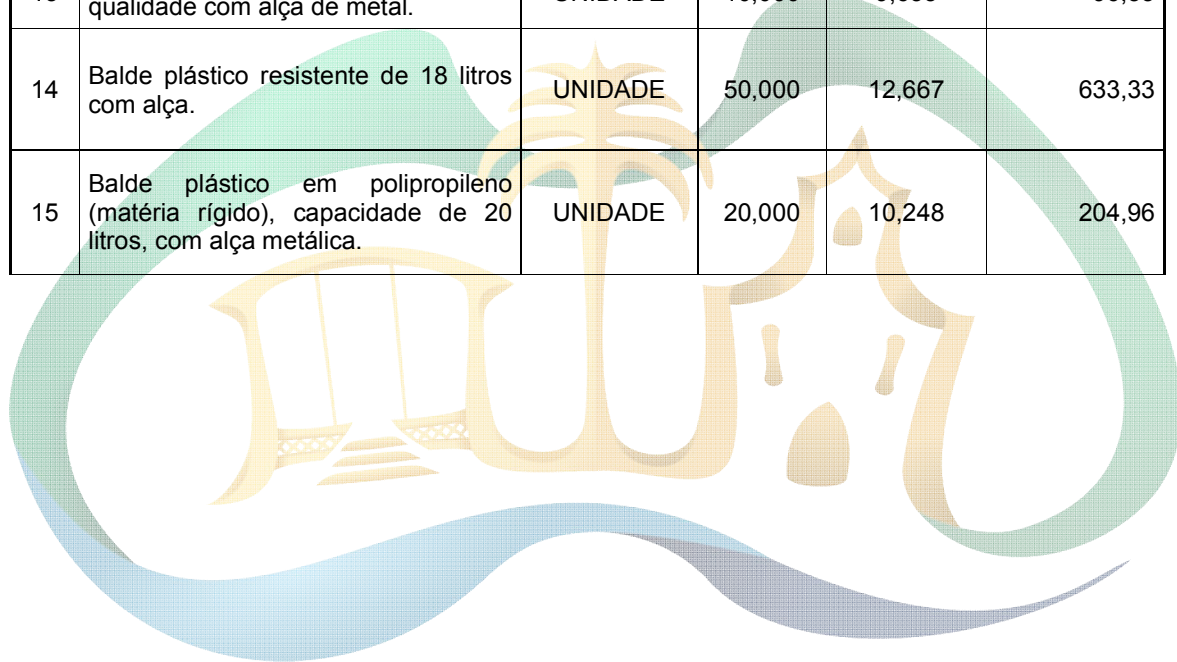 qualidade com alça de metal.
UNIDADE
14 Balde plástico resistente de 18 litros com alça. UNIDADE 50,000 12,667 633,33
15 Balde plástico em polipropileno (matéria rígido), capacidade de 20 litros, com alça metálica. UNIDADE 20,000 10,248 204,96